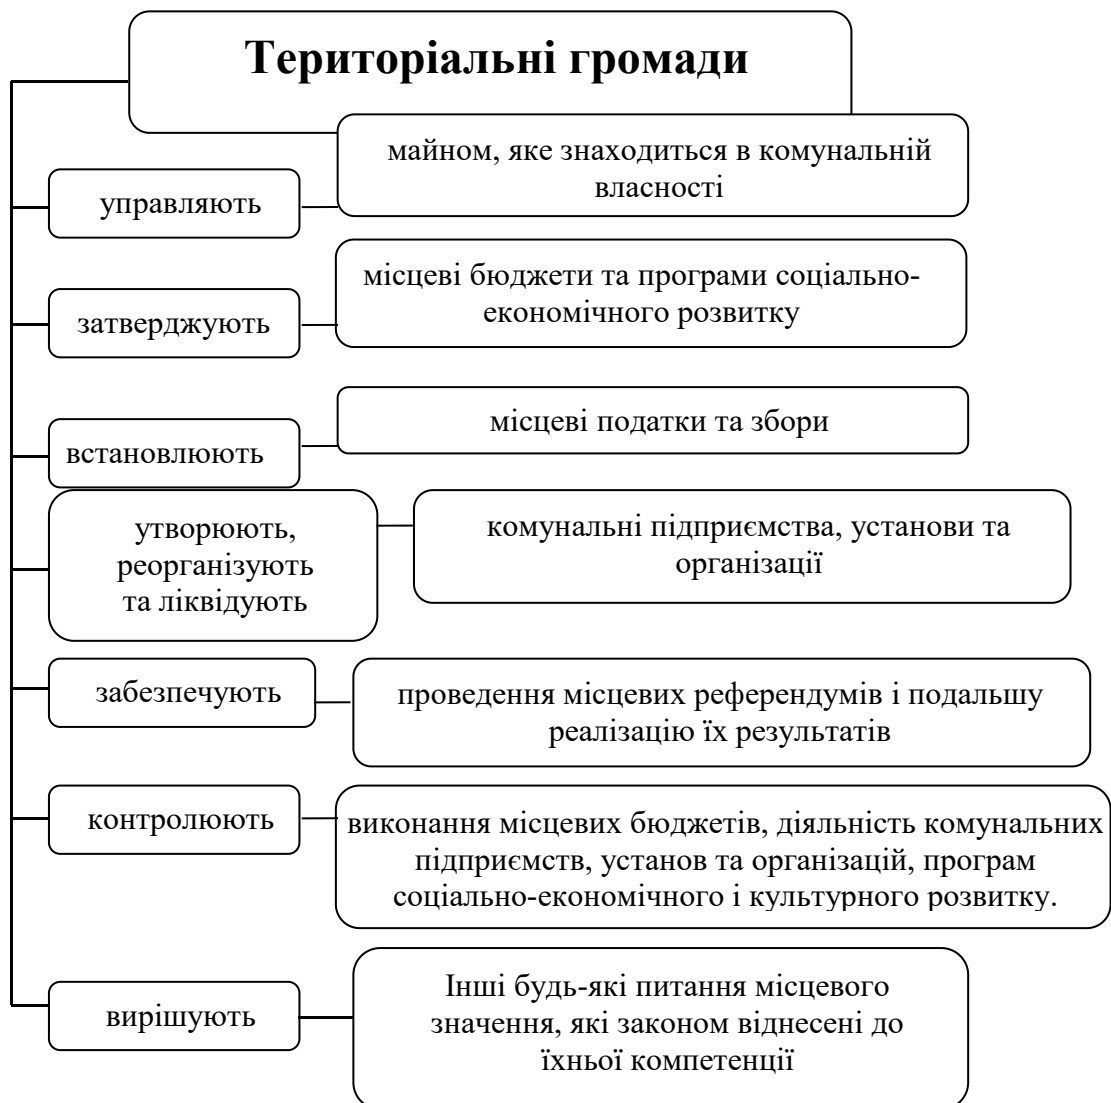 Територіальні громади
управляють
майном, яке знаходиться в комунальній
власності
затверджують
місцеві бюджети та програми соціально-
економічного розвитку
встановлюють
місцеві податки та збори
утворюють,
реорганізують
та ліквідують
комунальні підприємства, установи та
організації
забезпечують
проведення місцевих референдумів і подальшу
реалізацію їх результатів
контролюють
виконання місцевих бюджетів, діяльність комунальних
підприємств, установ та організацій, програм
соціально-економічного і культурного розвитку.
вирішують
Інші будь-які питання місцевого
значення, які законом віднесені до
їхньої компетенції